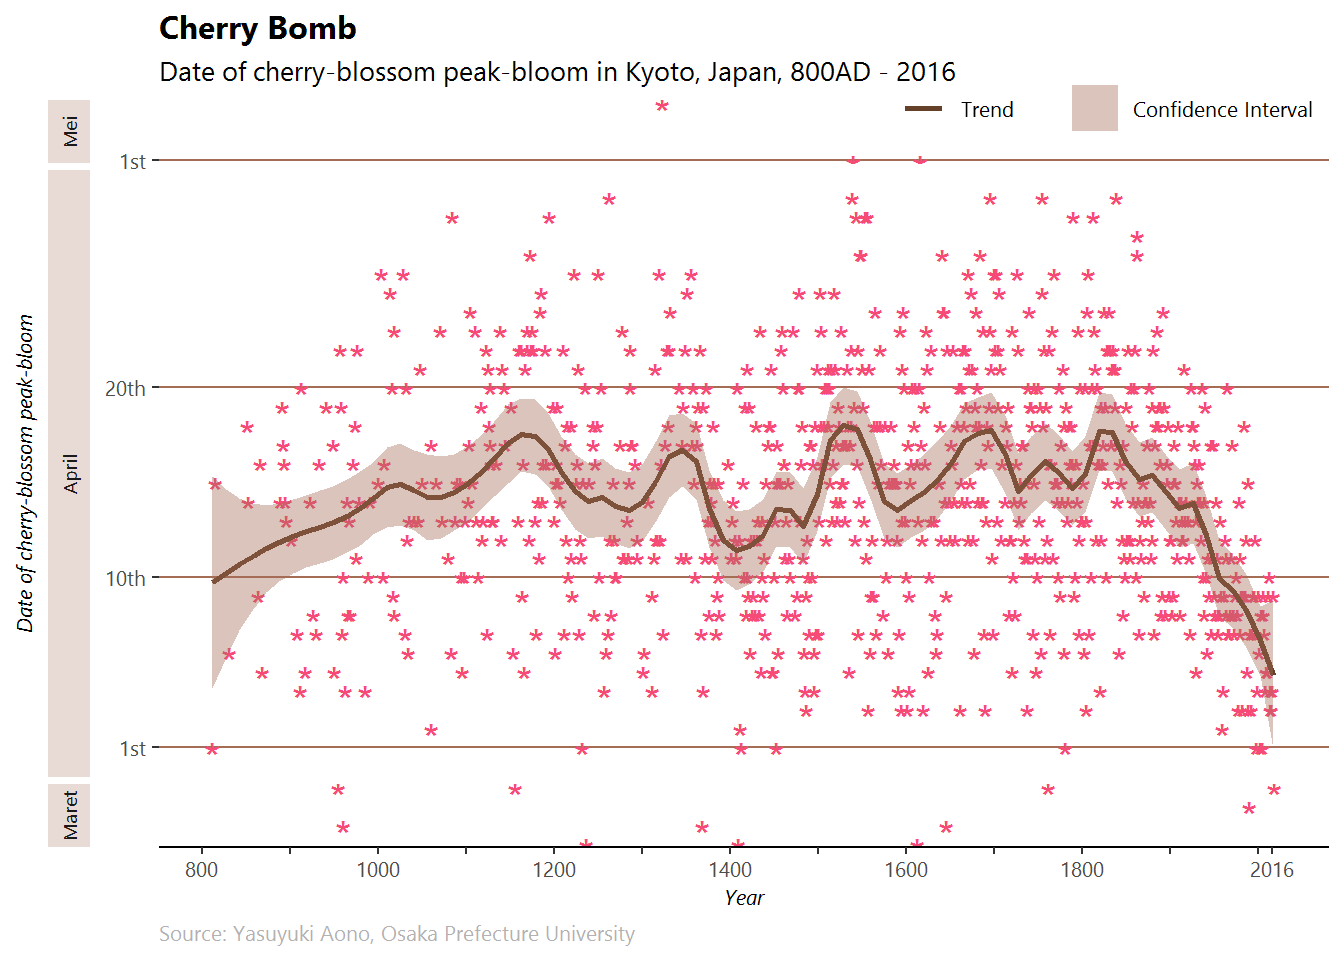 Cherry Bomb
Date of cherry-blossom peak-bloom in Kyoto, Japan, 800AD - 2016
Trend
Confidence Interval
Mei
April
Maret
Date of cherry-blossom peak-bloom
1st
20th
10th
1st
800
1000
1200
1400
1600
1800
2016
Year
Source: Yasuyuki Aono, Osaka Prefecture University